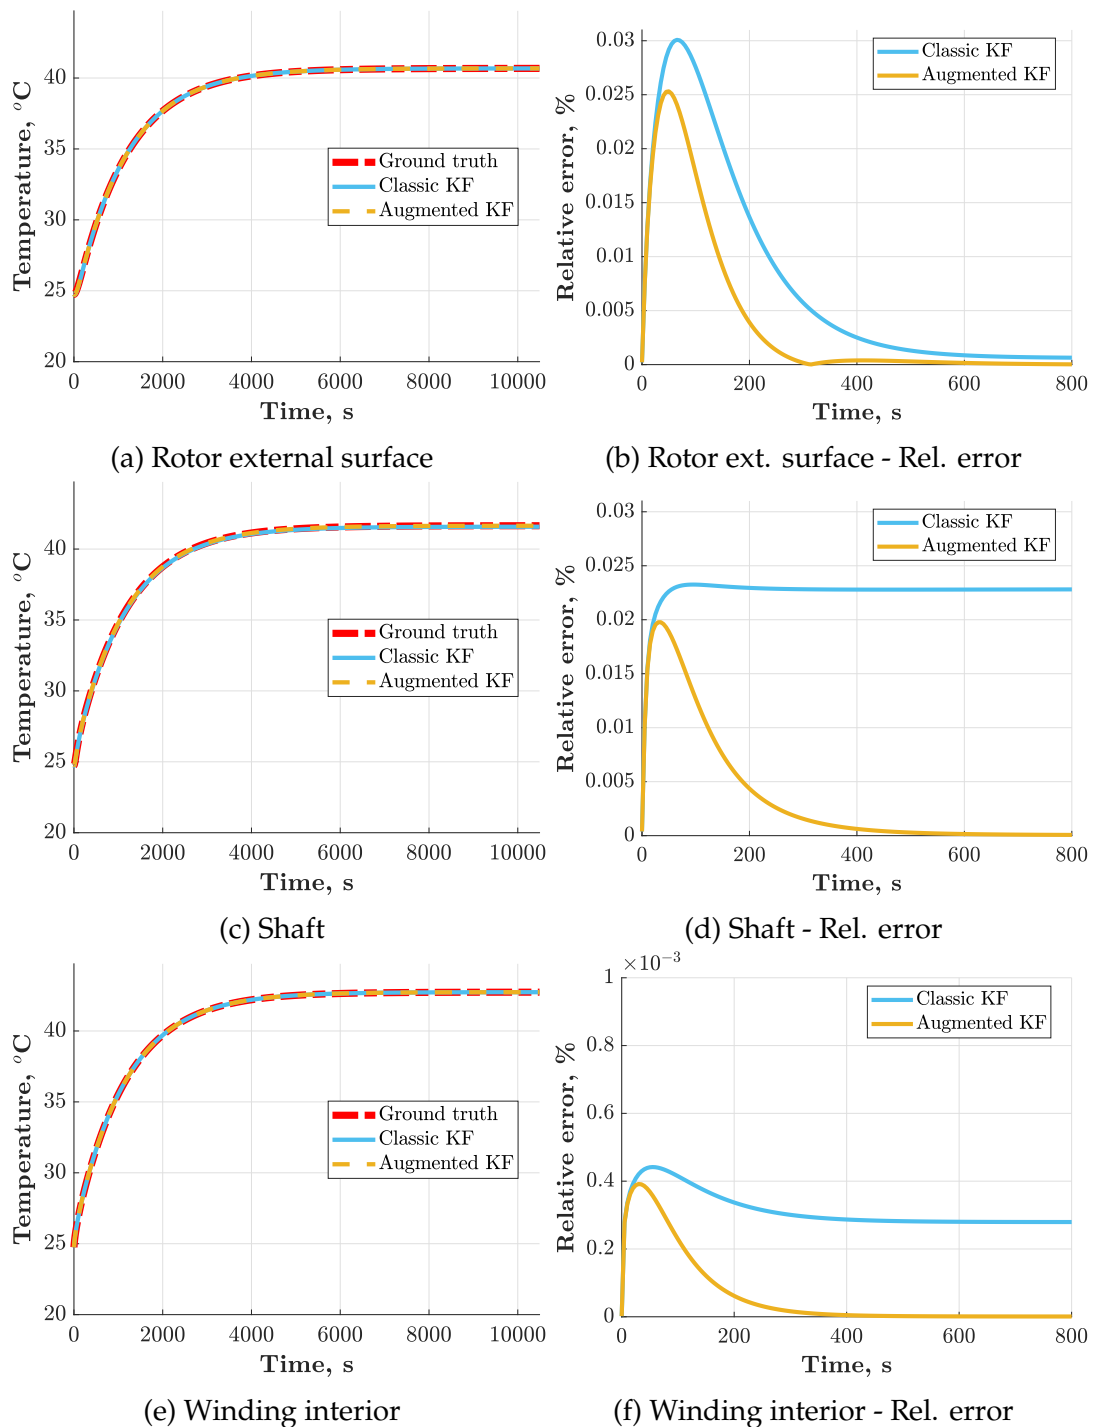 Temperature, °C
40
35
30
25
20
0 2000 4000 6000 8000 10000
Time, s
Ground truth
Classic KF
Augmented KF
(a) Rotor external surface
Relative error, %
0.03
0.025
0.02
0.015
0.01
0.005
0
0 200 400 600 800
Time, s
Classic KF
Augmented KF
(b) Rotor ext. surface - Rel. error
Temperature, °C
40
35
30
25
20
0 2000 4000 6000 8000 10000
Time, s
Ground truth
Classic KF
Augmented KF
(c) Shaft
Relative error, %
0.03
0.025
0.02
0.015
0.01
0.005
0
0 200 400 600 800
Time, s
Classic KF
Augmented KF
(d) Shaft - Rel. error
Temperature, °C
40
35
30
25
20
0 2000 4000 6000 8000 10000
Time, s
Ground truth
Classic KF
Augmented KF
(e) Winding interior
×10⁻³
Relative error, %
1
0.8
0.6
0.4
0.2
0
0 200 400 600 800
Time, s
Classic KF
Augmented KF
(f) Winding interior - Rel. error